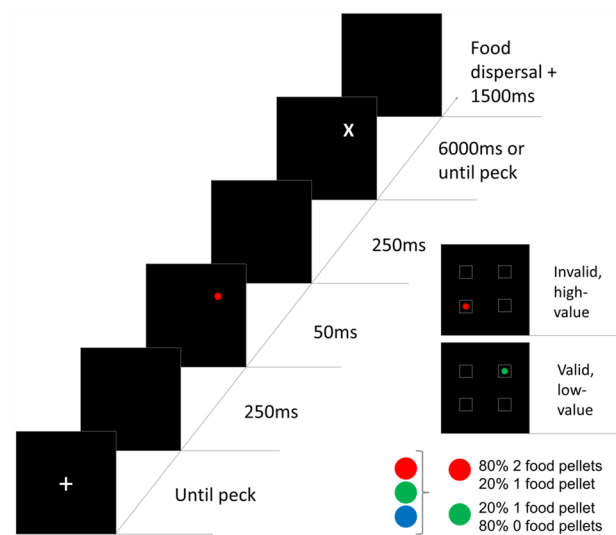 Food
dispersal +
1500ms
X
6000ms or
until peck
250ms
50ms
250ms
+
Until peck
Invalid,
high-
value
Valid,
low-
value
80% 2 food pellets
20% 1 food pellet
20% 1 food pellet
80% 0 food pellets